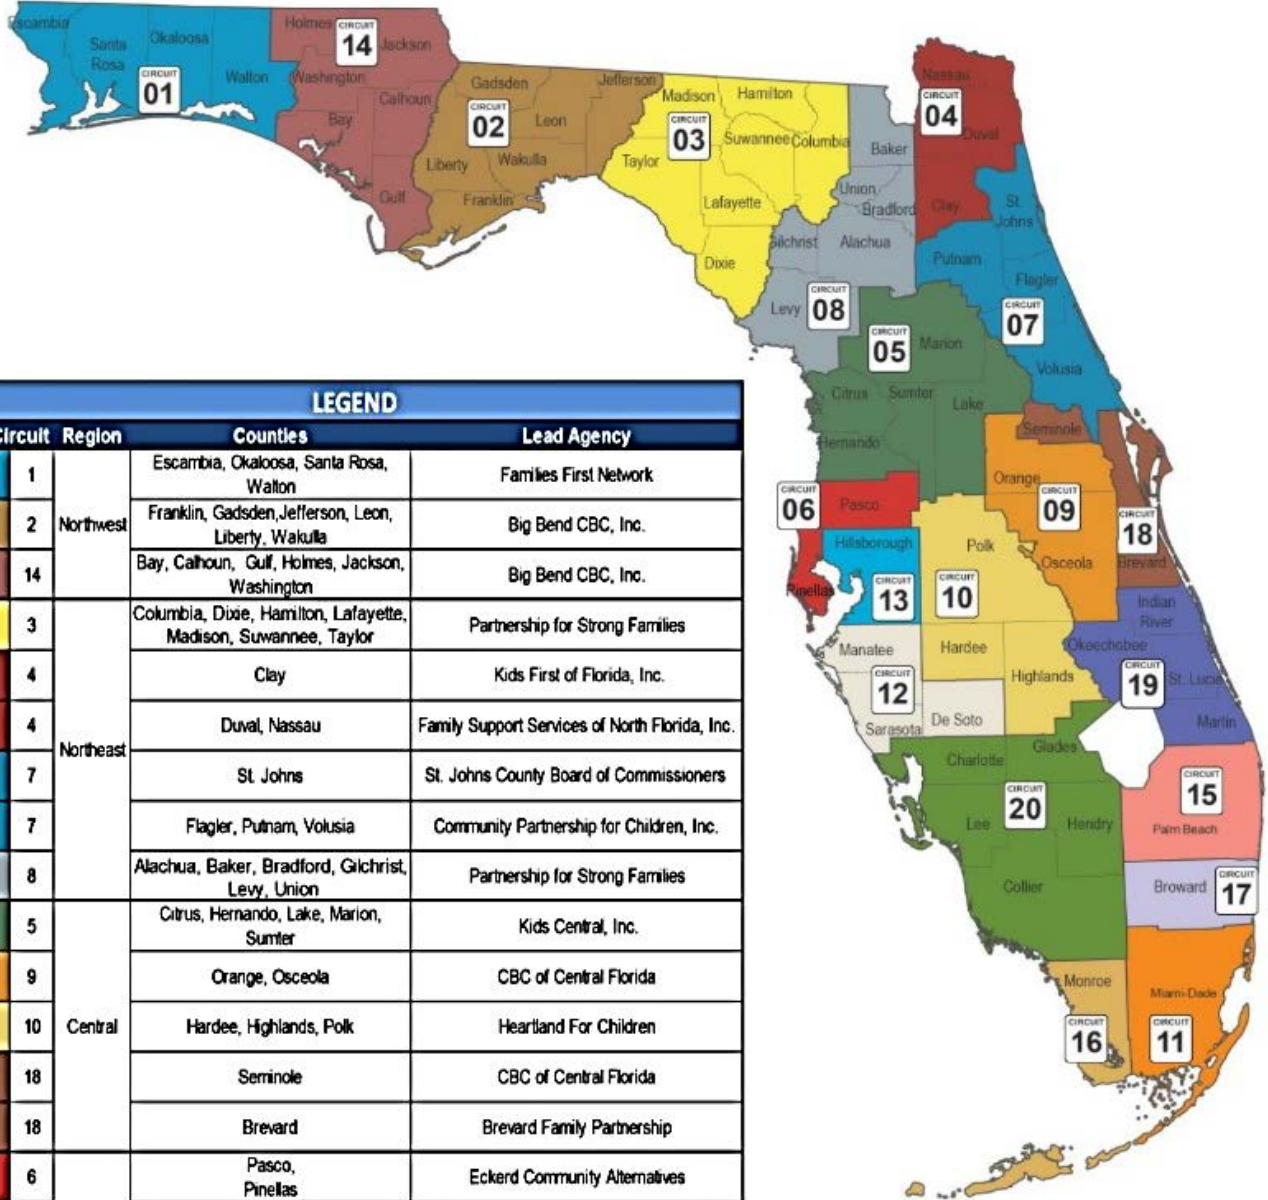 Escambia
Santa
Rosa
Okaloosa
Walton
CIRCUIT
01
Holmes
CIRCUIT
14
Jackson
Washington
Calhoun
Bay
Gulf
Gadsden
Jefferson
CIRCUIT
02
Leon
Liberty
Wakulla
Franklin
Madison
Hamilton
CIRCUIT
03
Suwannee
Columbia
Taylor
Lafayette
Dixie
Baker
Union
Bradford
Gilchrist
Alachua
Levy
CIRCUIT
08
Nassau
CIRCUIT
04
Duval
Clay
St.
Johns
Putnam
Flagler
CIRCUIT
07
Volusia
CIRCUIT
05
Marion
Citrus
Sumter
Lake
Hernando
Seminole
Orange
CIRCUIT
09
Osceola
CIRCUIT
18
Brevard
CIRCUIT
06
Pasco
Pinellas
Hillsborough
CIRCUIT
13
Polk
CIRCUIT
10
Hardee
Highlands
Manatee
CIRCUIT
12
Sarasota
De Soto
Indian
River
Okeechobee
CIRCUIT
19
St. Lucie
Martin
Charlotte
Glades
CIRCUIT
20
Lee
Hendry
Collier
CIRCUIT
15
Palm Beach
Broward
CIRCUIT
17
Monroe
CIRCUIT
16
Miami-Dade
CIRCUIT
11
LEGEND
Circuit Region Counties Lead Agency
1 Escambia, Okaloosa, Santa Rosa,
Walton Families First Network
Northwest
2 Franklin, Gadsden,Jefferson, Leon,
Liberty, Wakulla Big Bend CBC, Inc.
14 Bay, Calhoun, Gulf, Holmes, Jackson,
Washington Big Bend CBC, Inc.
3 Columbia, Dixie, Hamilton, Lafayette,
Madison, Suwannee, Taylor Partnership for Strong Families
4 Clay Kids First of Florida, Inc.
4 Duval, Nassau Family Support Services of North Florida, Inc.
Northeast
7 St. Johns St. Johns County Board of Commissioners
7 Flagler, Putnam, Volusia Community Partnership for Children, Inc.
8 Alachua, Baker, Bradford, Gilchrist,
Levy, Union Partnership for Strong Families
5 Citrus, Hernando, Lake, Marion,
Sumter Kids Central, Inc.
9 Orange, Osceola CBC of Central Florida
10 Central Hardee, Highlands, Polk Heartland For Children
18 Seminole CBC of Central Florida
18 Brevard Brevard Family Partnership
6 Pasco,
Pinellas Eckerd Community Alternatives